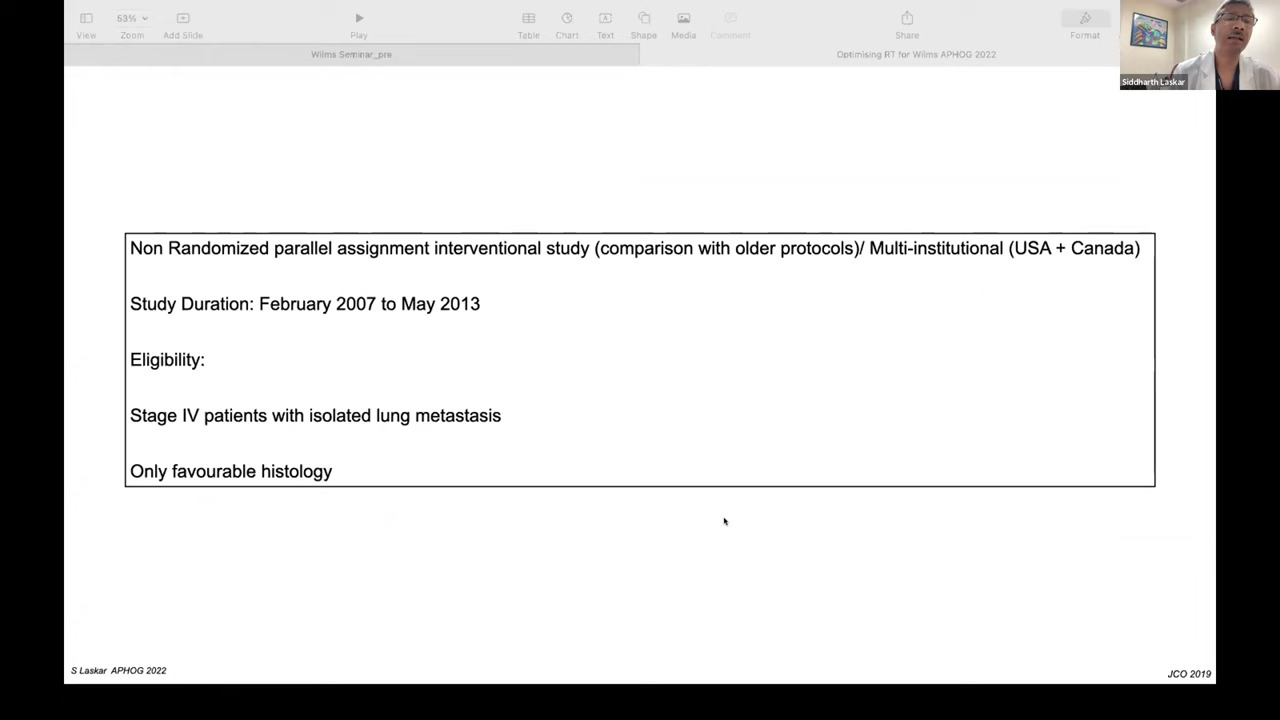 53%
View
Zoom
Add Slide
Play
Table
Chart
Text
Shape
Media
Comment
Share
Format
Wilms Seminar_pre
Optimising RT for Wilms APHOG 2022
Siddharth Laskar
Non Randomized parallel assignment interventional study (comparison with older protocols)/ Multi-institutional (USA + Canada)
Study Duration: February 2007 to May 2013
Eligibility:
Stage IV patients with isolated lung metastasis
Only favourable histology
S Laskar APHOG 2022
JCO 2019